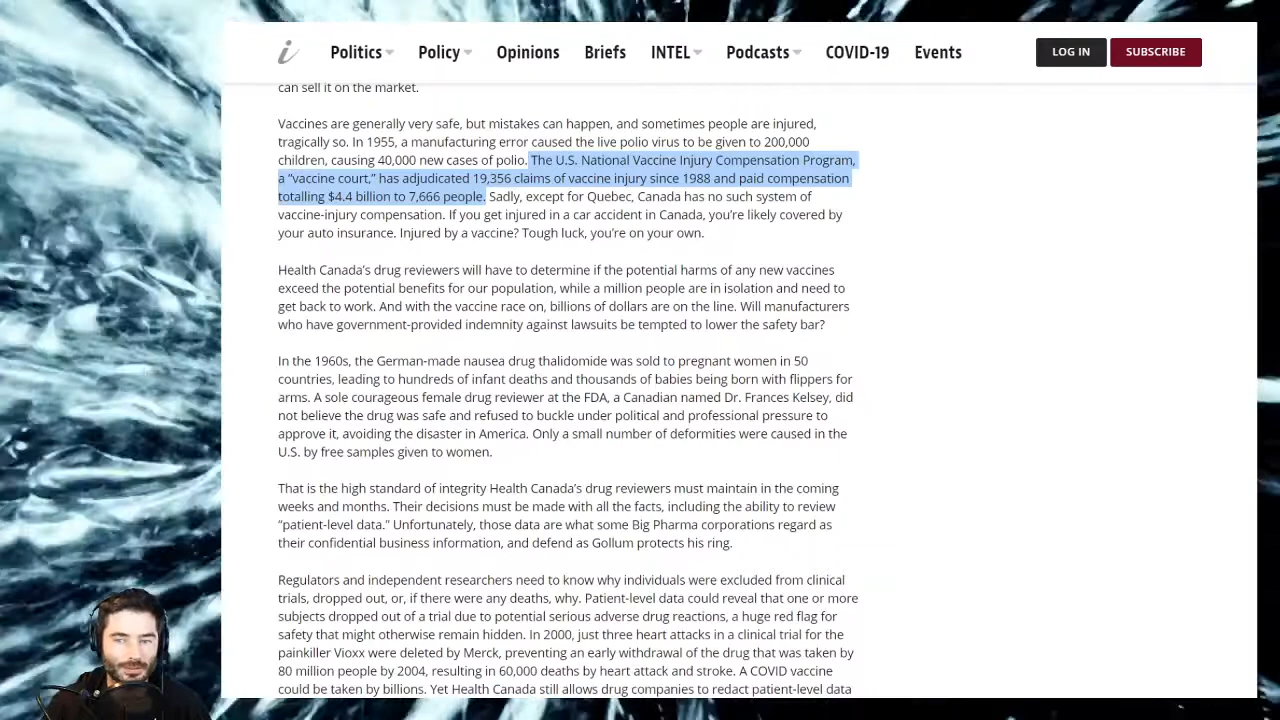 i Politics Policy Opinions Briefs INTEL Podcasts COVID-19 Events LOG IN SUBSCRIBE
can sell it on the market.
Vaccines are generally very safe, but mistakes can happen, and sometimes people are injured,
tragically so. In 1955, a manufacturing error caused the live polio virus to be given to 200,000
children, causing 40,000 new cases of polio. The U.S. National Vaccine Injury Compensation Program,
a “vaccine court,” has adjudicated 19,356 claims of vaccine injury since 1988 and paid compensation
totalling $4.4 billion to 7,666 people. Sadly, except for Quebec, Canada has no such system of
vaccine-injury compensation. If you get injured in a car accident in Canada, you’re likely covered by
your auto insurance. Injured by a vaccine? Tough luck, you’re on your own.
Health Canada’s drug reviewers will have to determine if the potential harms of any new vaccines
exceed the potential benefits for our population, while a million people are in isolation and need to
get back to work. And with the vaccine race on, billions of dollars are on the line. Will manufacturers
who have government-provided indemnity against lawsuits be tempted to lower the safety bar?
In the 1960s, the German-made nausea drug thalidomide was sold to pregnant women in 50
countries, leading to hundreds of infant deaths and thousands of babies being born with flippers for
arms. A sole courageous female drug reviewer at the FDA, a Canadian named Dr. Frances Kelsey, did
not believe the drug was safe and refused to buckle under political and professional pressure to
approve it, avoiding the disaster in America. Only a small number of deformities were caused in the
U.S. by free samples given to women.
That is the high standard of integrity Health Canada’s drug reviewers must maintain in the coming
weeks and months. Their decisions must be made with all the facts, including the ability to review
“patient-level data.” Unfortunately, those data are what some Big Pharma corporations regard as
their confidential business information, and defend as Gollum protects his ring.
Regulators and independent researchers need to know why individuals were excluded from clinical
trials, dropped out, or, if there were any deaths, why. Patient-level data could reveal that one or more
subjects dropped out of a trial due to potential serious adverse drug reactions, a huge red flag for
safety that might otherwise remain hidden. In 2000, just three heart attacks in a clinical trial for the
painkiller Vioxx were deleted by Merck, preventing an early withdrawal of the drug that was taken by
80 million people by 2004, resulting in 60,000 deaths by heart attack and stroke. A COVID vaccine
could be taken by billions. Yet Health Canada still allows drug companies to redact patient-level data